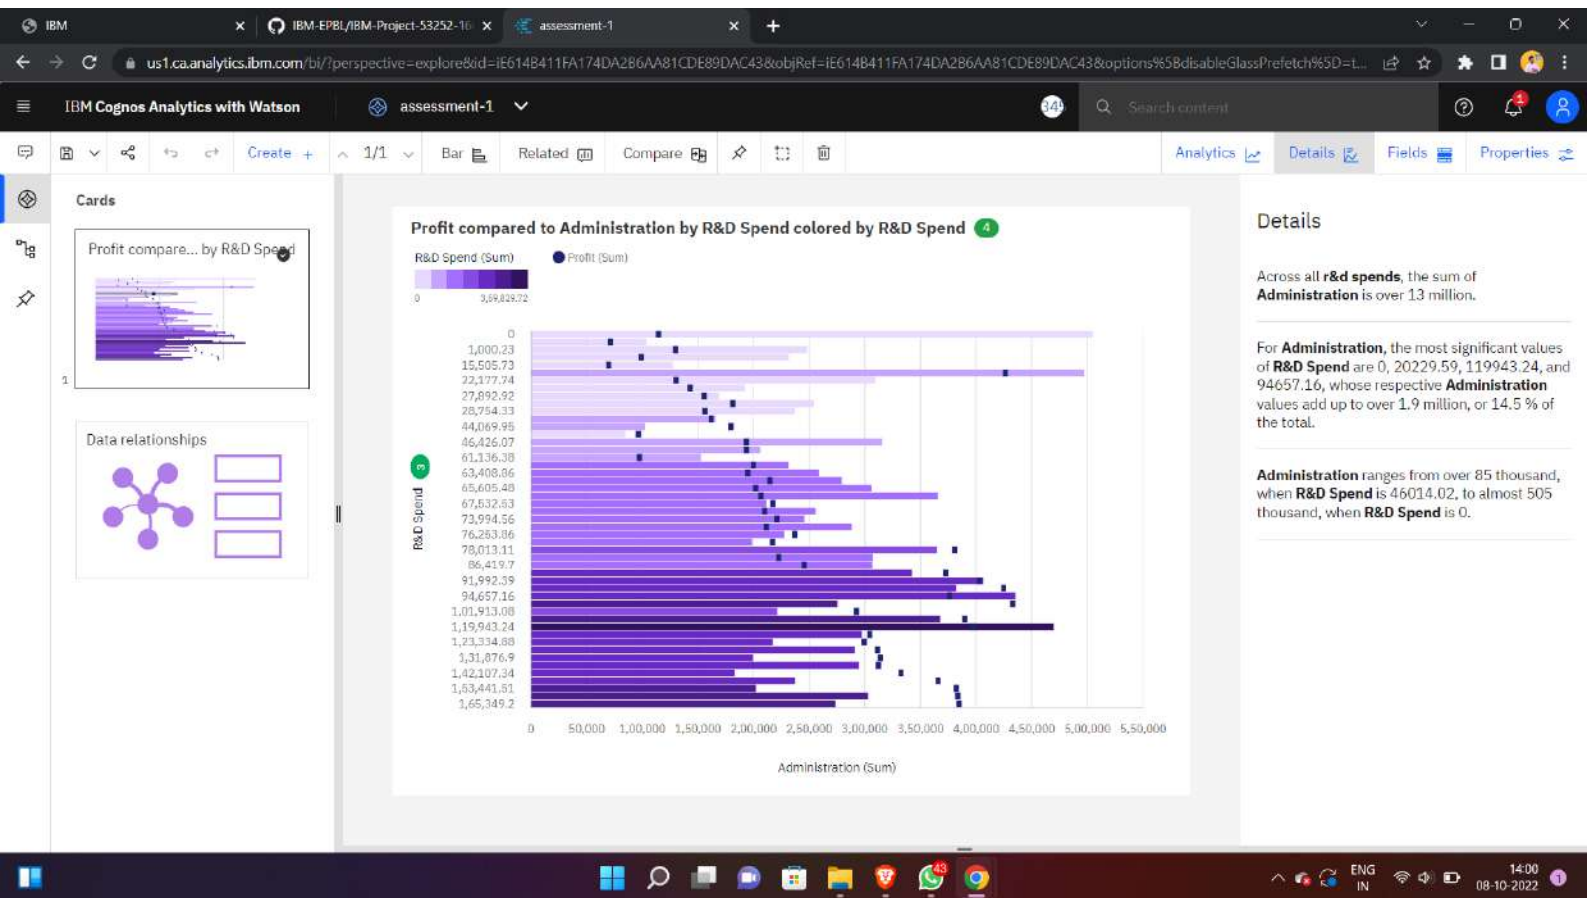 IBM
IBM-EPBL/IBM-Project-53252-16
assessment-1
us1.ca.analytics.ibm.com/bi/?perspective=explore&id=iE614B411FA174DA2B6AA81CDE89DAC43&objRef=iE614B411FA174DA2B6AA81CDE89DAC43&options%5BdisableGlassPrefetch%5D=t...
IBM Cognos Analytics with Watson
assessment-1
Search content
1
Create +
1/1
Bar
Related
Compare
Analytics
Details
Fields
Properties
Cards
Profit compare... by R&D Spend
1
Data relationships
Profit compared to Administration by R&D Spend colored by R&D Spend 4
R&D Spend (Sum)
Profit (Sum)
0 3,59,829.72
3
R&D Spend
0
1,000.23
15,505.73
22,177.74
27,892.92
28,754.33
44,069.95
46,426.07
61,136.38
63,408.86
65,605.48
67,532.53
73,994.56
76,253.86
78,013.11
86,419.7
91,992.39
94,657.16
1,01,913.08
1,19,943.24
1,23,334.88
1,31,876.9
1,42,107.34
1,53,441.51
1,65,349.2
0 50,000 1,00,000 1,50,000 2,00,000 2,50,000 3,00,000 3,50,000 4,00,000 4,50,000 5,00,000 5,50,000
Administration (Sum)
Details
Across all r&d spends, the sum of
Administration is over 13 million.
For Administration, the most significant values
of R&D Spend are 0, 20229.59, 119943.24, and
94657.16, whose respective Administration
values add up to over 1.9 million, or 14.5 % of
the total.
Administration ranges from over 85 thousand,
when R&D Spend is 46014.02, to almost 505
thousand, when R&D Spend is 0.
43
ENG
IN
14:00
08-10-2022
1